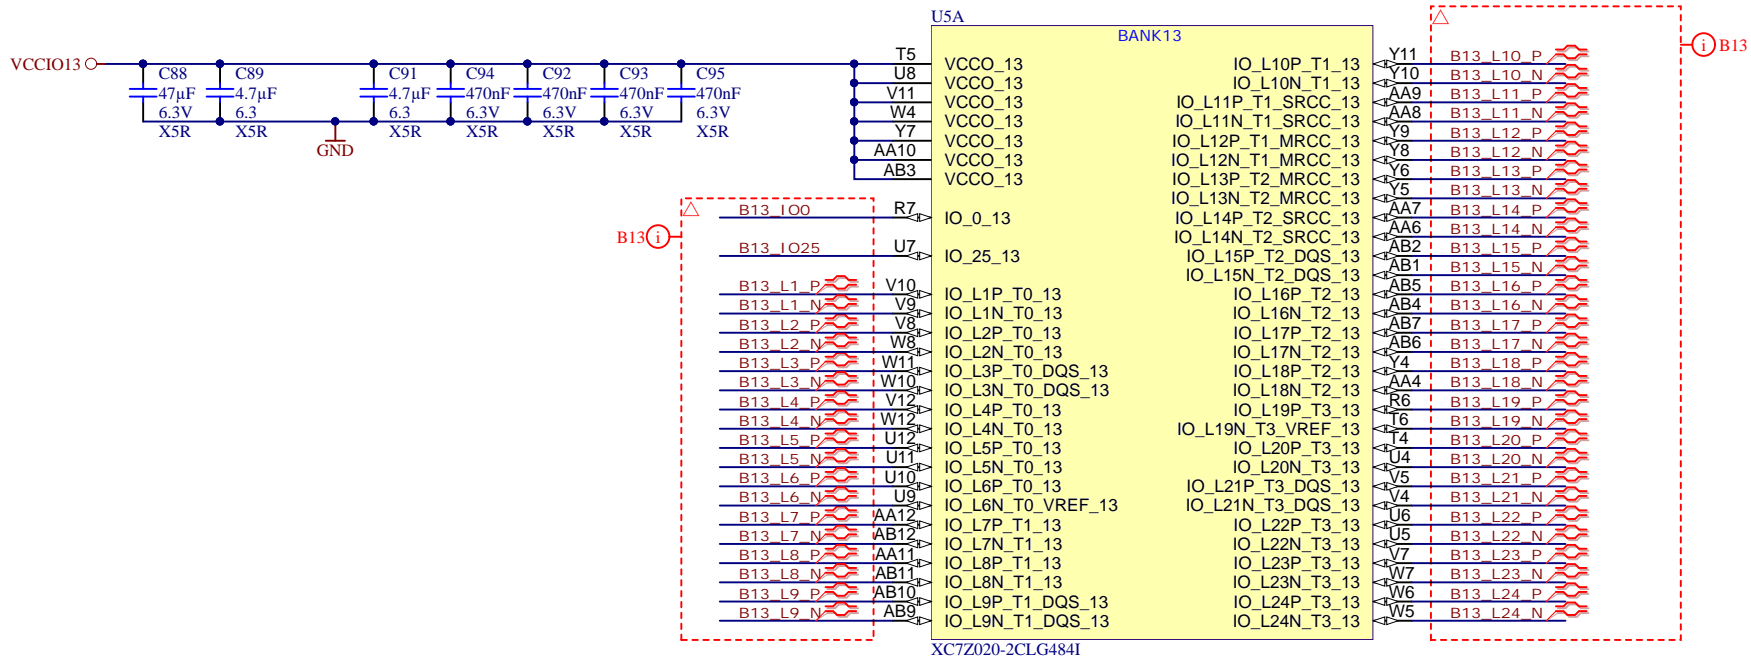 U5A
BANK13
VCCIO13
C88
47µF
6.3V
X5R
C89
4.7µF
6.3
X5R
C91
4.7µF
6.3
X5R
C94
470nF
6.3V
X5R
C92
470nF
6.3V
X5R
C93
470nF
6.3V
X5R
C95
470nF
6.3V
X5R
GND
T5 VCCO_13
U8 VCCO_13
V11 VCCO_13
W4 VCCO_13
Y7 VCCO_13
AA10 VCCO_13
AB3 VCCO_13
B13 i
B13_IO0 R7 IO_0_13
B13_IO25 U7 IO_25_13
B13_L1_P V10 IO_L1P_T0_13
B13_L1_N V9 IO_L1N_T0_13
B13_L2_P V8 IO_L2P_T0_13
B13_L2_N W8 IO_L2N_T0_13
B13_L3_P W11 IO_L3P_T0_DQS_13
B13_L3_N W10 IO_L3N_T0_DQS_13
B13_L4_P V12 IO_L4P_T0_13
B13_L4_N W12 IO_L4N_T0_13
B13_L5_P U12 IO_L5P_T0_13
B13_L5_N U11 IO_L5N_T0_13
B13_L6_P U10 IO_L6P_T0_13
B13_L6_N U9 IO_L6N_T0_VREF_13
B13_L7_P AA12 IO_L7P_T1_13
B13_L7_N AB12 IO_L7N_T1_13
B13_L8_P AA11 IO_L8P_T1_13
B13_L8_N AB11 IO_L8N_T1_13
B13_L9_P AB10 IO_L9P_T1_DQS_13
B13_L9_N AB9 IO_L9N_T1_DQS_13
IO_L10P_T1_13 Y11 B13_L10_P
IO_L10N_T1_13 Y10 B13_L10_N
IO_L11P_T1_SRCC_13 AA9 B13_L11_P
IO_L11N_T1_SRCC_13 AA8 B13_L11_N
IO_L12P_T1_MRCC_13 Y9 B13_L12_P
IO_L12N_T1_MRCC_13 Y8 B13_L12_N
IO_L13P_T2_MRCC_13 Y6 B13_L13_P
IO_L13N_T2_MRCC_13 Y5 B13_L13_N
IO_L14P_T2_SRCC_13 AA7 B13_L14_P
IO_L14N_T2_SRCC_13 AA6 B13_L14_N
IO_L15P_T2_DQS_13 AB2 B13_L15_P
IO_L15N_T2_DQS_13 AB1 B13_L15_N
IO_L16P_T2_13 AB5 B13_L16_P
IO_L16N_T2_13 AB4 B13_L16_N
IO_L17P_T2_13 AB7 B13_L17_P
IO_L17N_T2_13 AB6 B13_L17_N
IO_L18P_T2_13 Y4 B13_L18_P
IO_L18N_T2_13 AA4 B13_L18_N
IO_L19P_T3_13 R6 B13_L19_P
IO_L19N_T3_VREF_13 T6 B13_L19_N
IO_L20P_T3_13 T4 B13_L20_P
IO_L20N_T3_13 U4 B13_L20_N
IO_L21P_T3_DQS_13 V5 B13_L21_P
IO_L21N_T3_DQS_13 V4 B13_L21_N
IO_L22P_T3_13 U6 B13_L22_P
IO_L22N_T3_13 U5 B13_L22_N
IO_L23P_T3_13 V7 B13_L23_P
IO_L23N_T3_13 W7 B13_L23_N
IO_L24P_T3_13 W6 B13_L24_P
IO_L24N_T3_13 W5 B13_L24_N
i B13
XC7Z020-2CLG484I